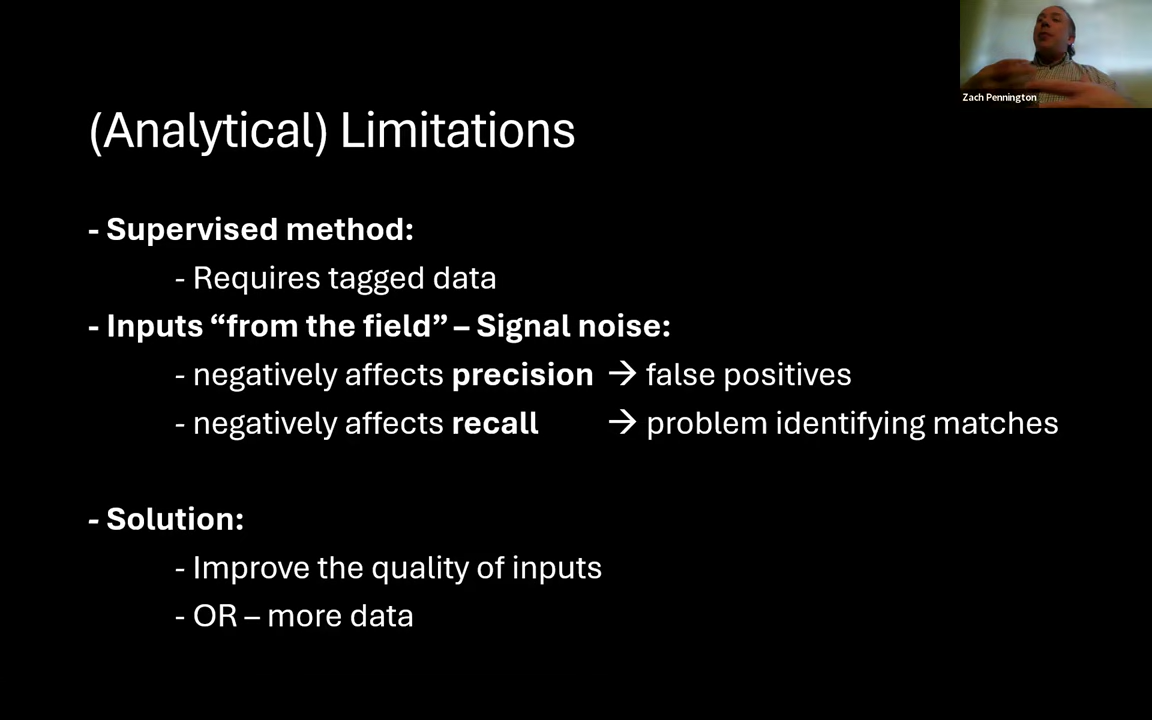 Zach Pennington
(Analytical) Limitations
- Supervised method:
- Requires tagged data
- Inputs “from the field” – Signal noise:
- negatively affects precision → false positives
- negatively affects recall → problem identifying matches
- Solution:
- Improve the quality of inputs
- OR – more data